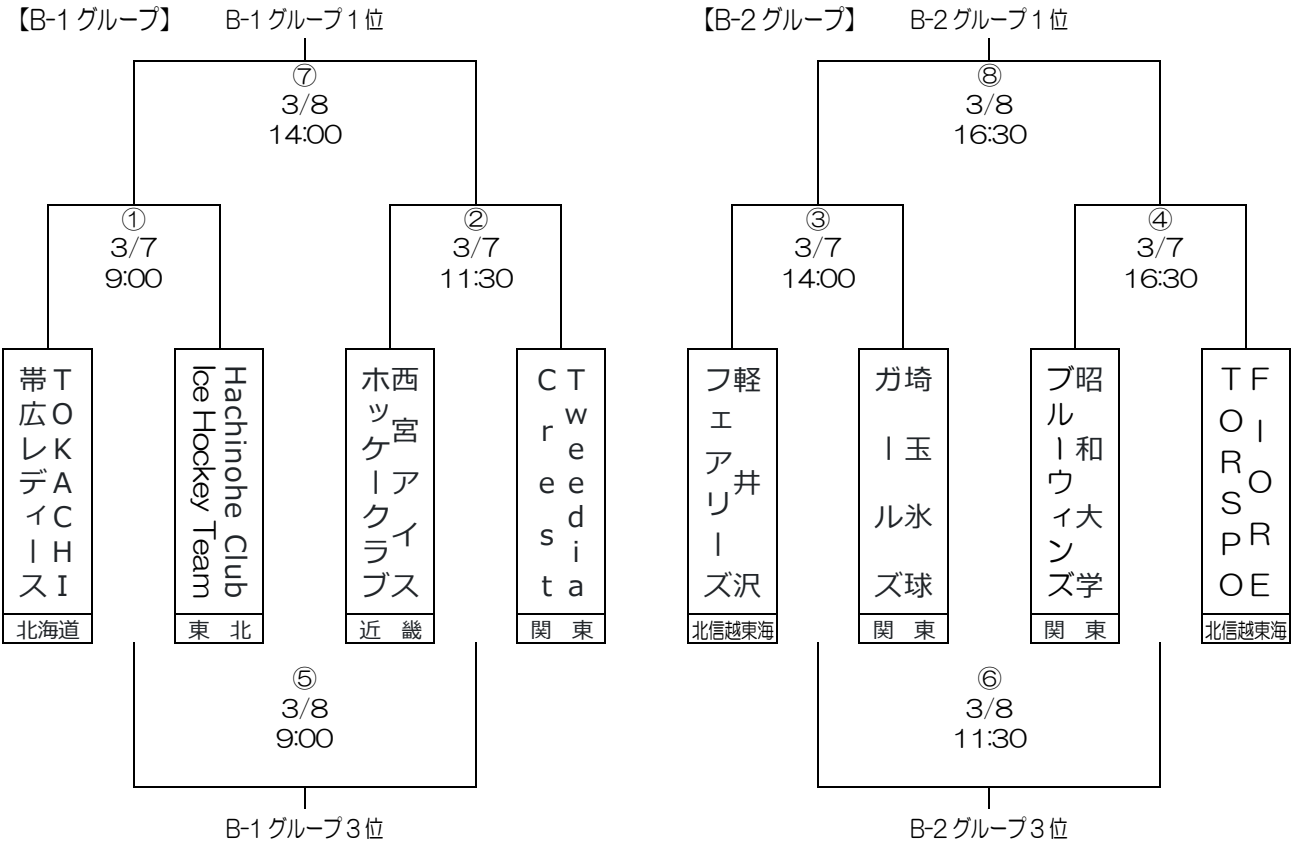 【B-1グループ】
B-1グループ1位
⑦
3/8
14:00
①
3/7
9:00
②
3/7
11:30
TOKACHI
帯広レディース
北海道
Hachinohe Club
Ice Hockey Team
東 北
西宮アイス
ホッケークラブ
近 畿
Tweedia
Crest
関 東
⑤
3/8
9:00
B-1グループ3位
【B-2グループ】
B-2グループ1位
⑧
3/8
16:30
③
3/7
14:00
④
3/7
16:30
軽井沢
フェアリーズ
北信越東海
埼玉氷球
ガールズ
関 東
昭和大学
ブルーウィンズ
関 東
FIORE
TORSPO
北信越東海
⑥
3/8
11:30
B-2グループ3位